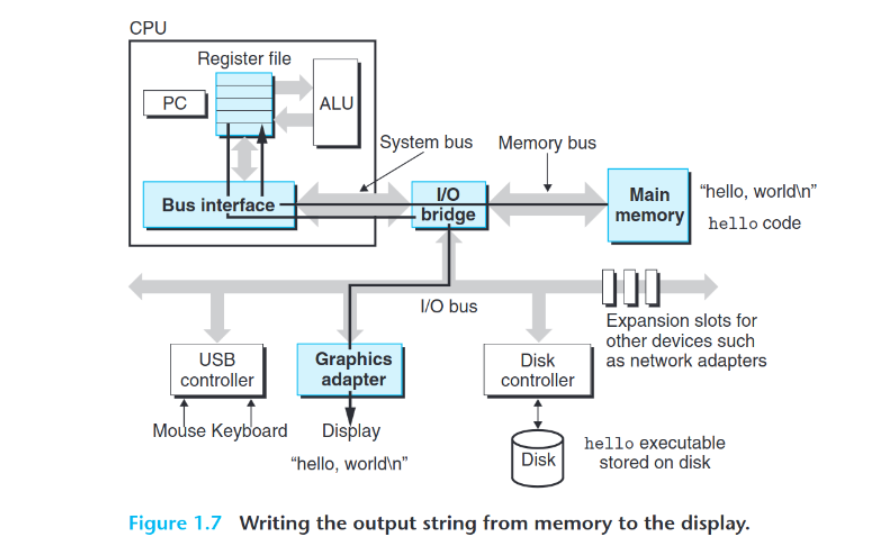 CPU
Register file
PC
ALU
System bus
Memory bus
Bus interface
I/O
bridge
Main
memory
“hello, world\n”
hello code
I/O bus
Expansion slots for
other devices such
as network adapters
USB
controller
Graphics
adapter
Disk
controller
Mouse Keyboard
Display
“hello, world\n”
Disk
hello executable
stored on disk
Figure 1.7 Writing the output string from memory to the display.